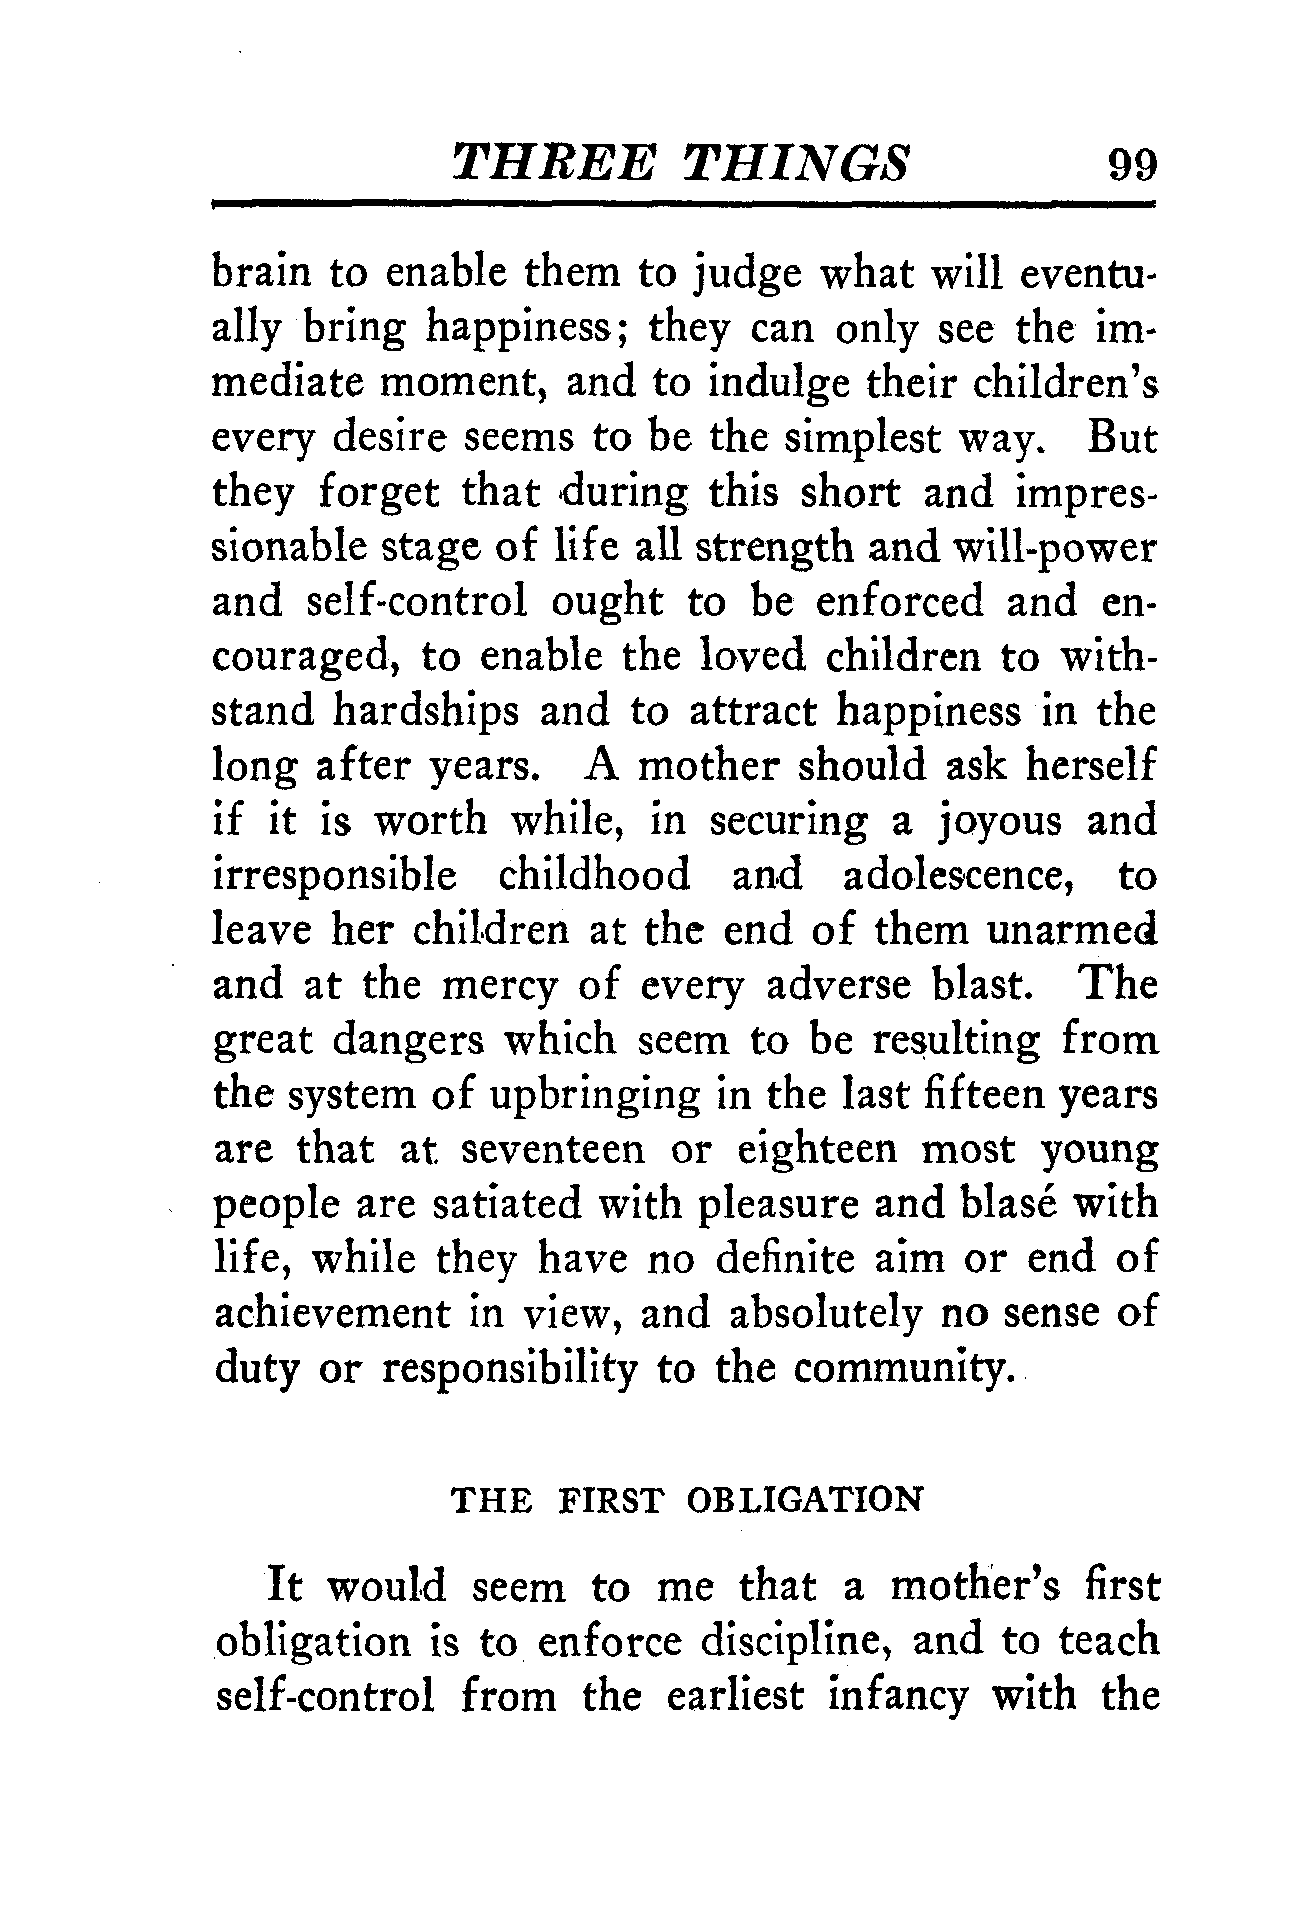 THREE THINGS 99
brain to enable them to judge what will eventu-
ally bring happiness; they can only see the im-
mediate moment, and to indulge their children's
every desire seems to be the simplest way. But
they forget that during this short and impres-
sionable stage of life all strength and will-power
and self-control ought to be enforced and en-
couraged, to enable the loved children to with-
stand hardships and to attract happiness in the
long after years. A mother should ask herself
if it is worth while, in securing a joyous and
irresponsible childhood and adolescence, to
leave her children at the end of them unarmed
and at the mercy of every adverse blast. The
great dangers which seem to be resulting from
the system of upbringing in the last fifteen years
are that at seventeen or eighteen most young
people are satiated with pleasure and blasé with
life, while they have no definite aim or end of
achievement in view, and absolutely no sense of
duty or responsibility to the community.
THE FIRST OBLIGATION
It would seem to me that a mother's first
obligation is to enforce discipline, and to teach
self-control from the earliest infancy with the